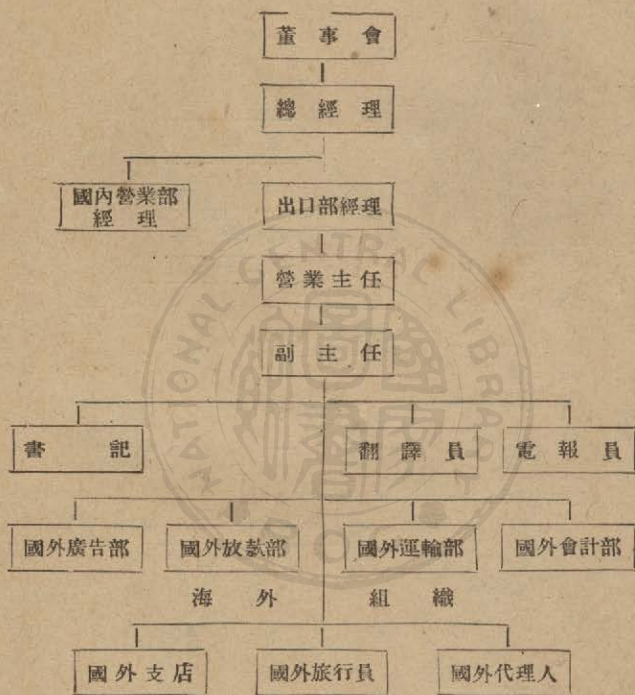 董事會
總經理
國內營業部
經理
出口部經理
營業主任
副主任
書記
翻譯員
電報員
國外廣告部
國外放款部
國外運輸部
國外會計部
海外組織
國外支店
國外旅行員
國外代理人
NATIONAL CENTRAL LIBRARY